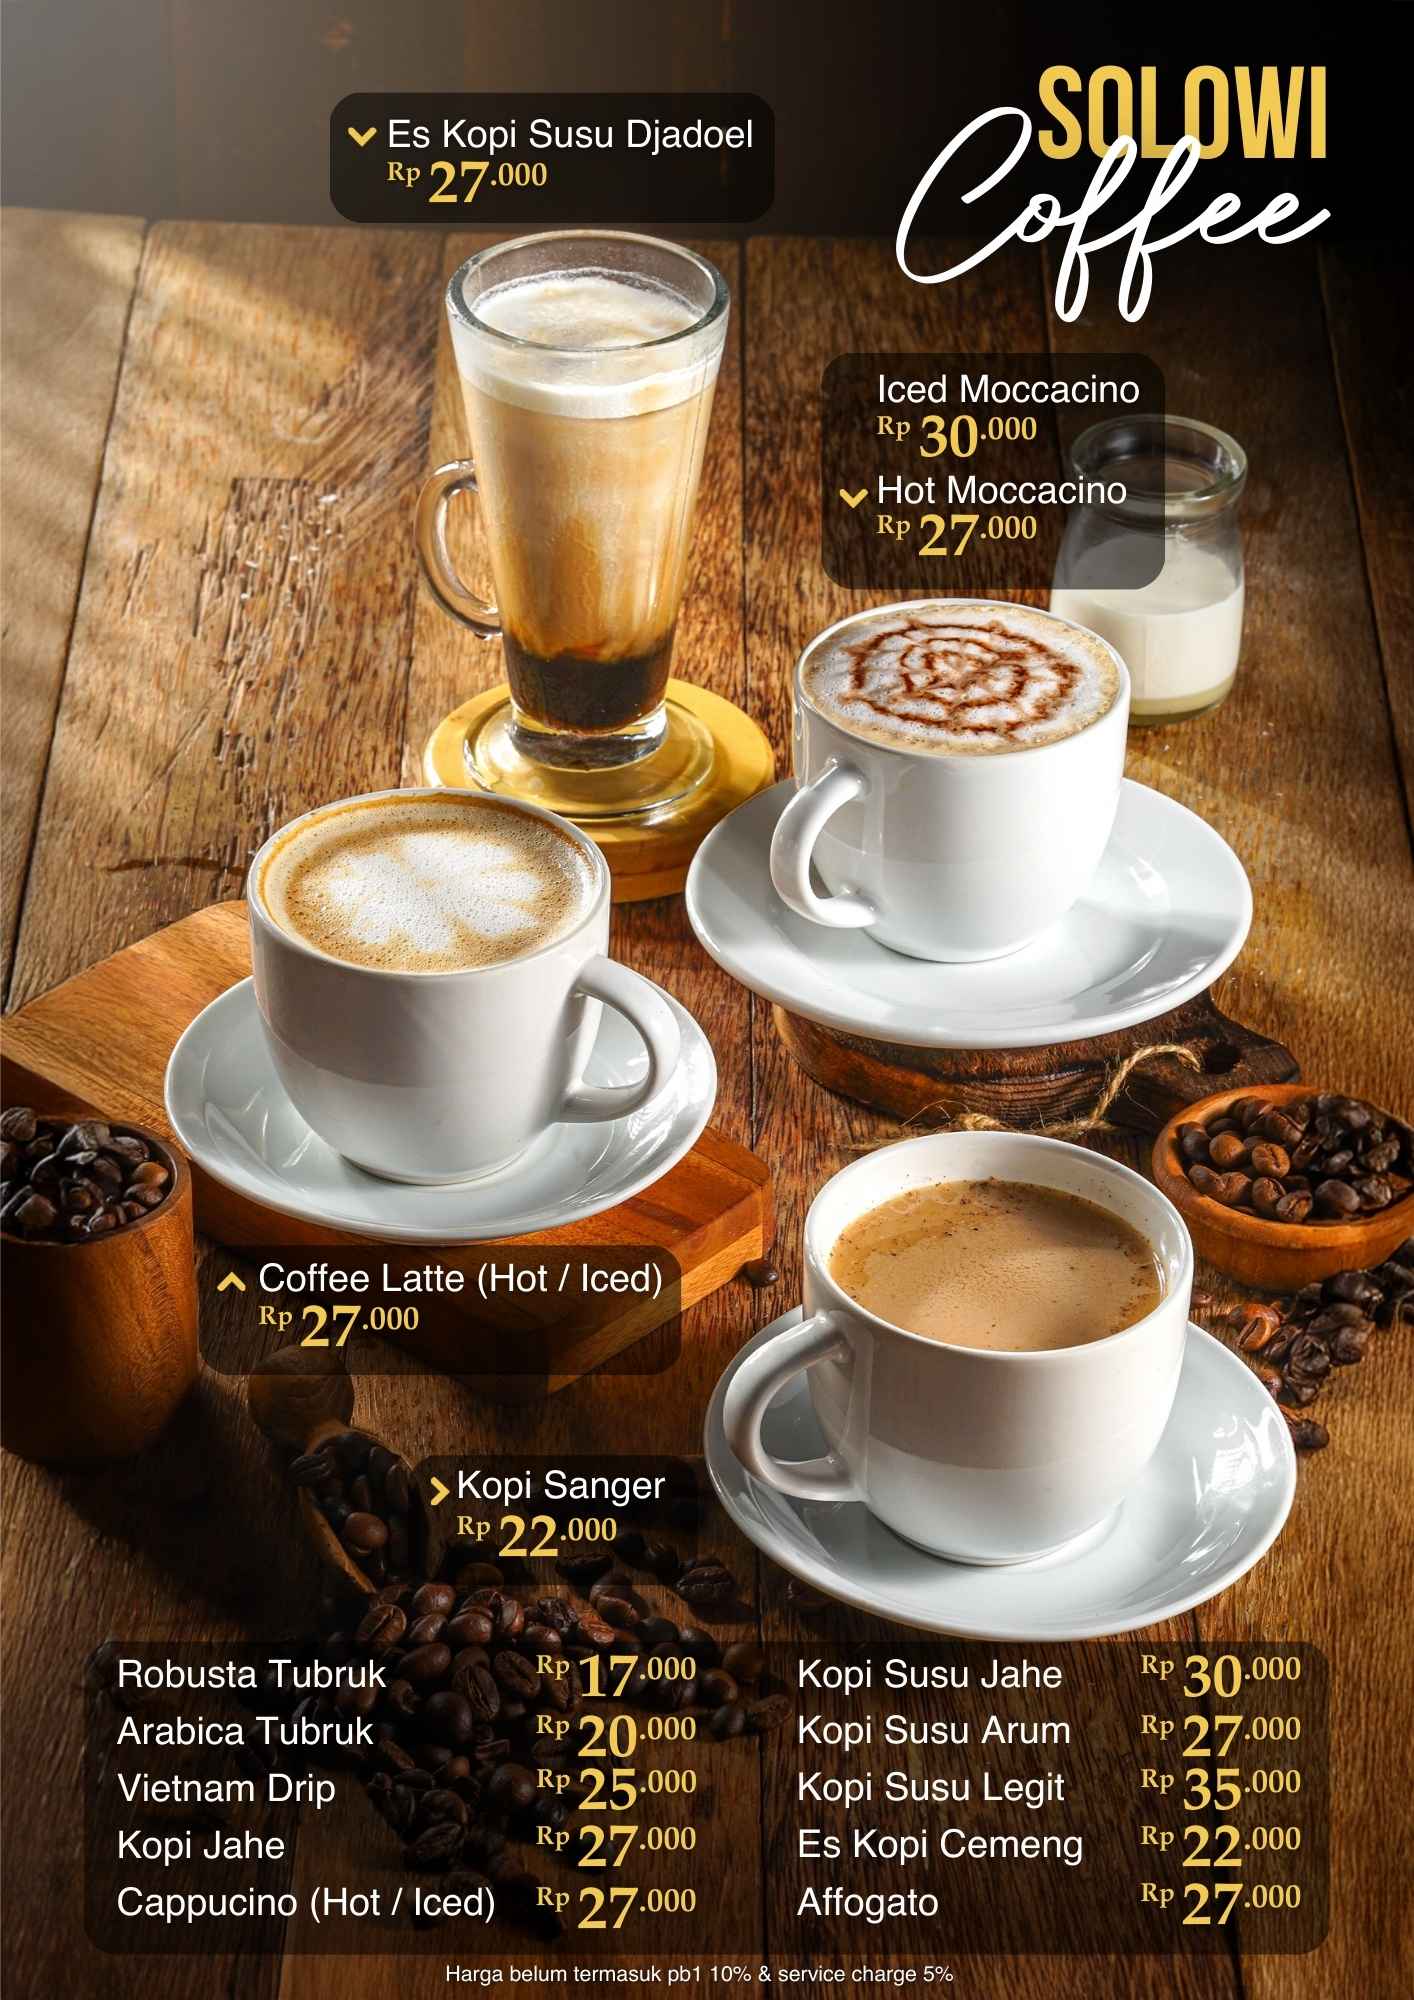 SOLOWI
Coffee
Es Kopi Susu Djadoel
Rp 27.000
Iced Moccacino
Rp 30.000
Hot Moccacino
Rp 27.000
Coffee Latte (Hot / Iced)
Rp 27.000
Kopi Sanger
Rp 22.000
Robusta Tubruk Rp 17.000
Arabica Tubruk Rp 20.000
Vietnam Drip Rp 25.000
Kopi Jahe Rp 27.000
Cappucino (Hot / Iced) Rp 27.000
Kopi Susu Jahe Rp 30.000
Kopi Susu Arum Rp 27.000
Kopi Susu Legit Rp 35.000
Es Kopi Cemeng Rp 22.000
Affogato Rp 27.000
Harga belum termasuk pb1 10% & service charge 5%